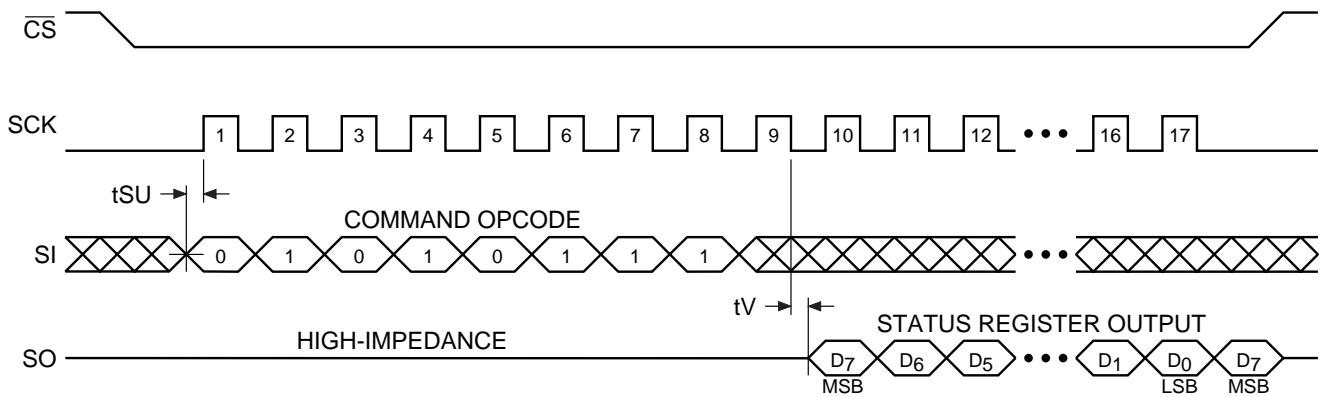 CS
SCK
1 2 3 4 5 6 7 8 9 10 11 12 ••• 16 17
tSU
COMMAND OPCODE
SI
0 1 0 1 0 1 1 1 •••
tV
HIGH-IMPEDANCE
STATUS REGISTER OUTPUT
SO
D7 D6 D5 ••• D1 D0 D7
MSB LSB MSB